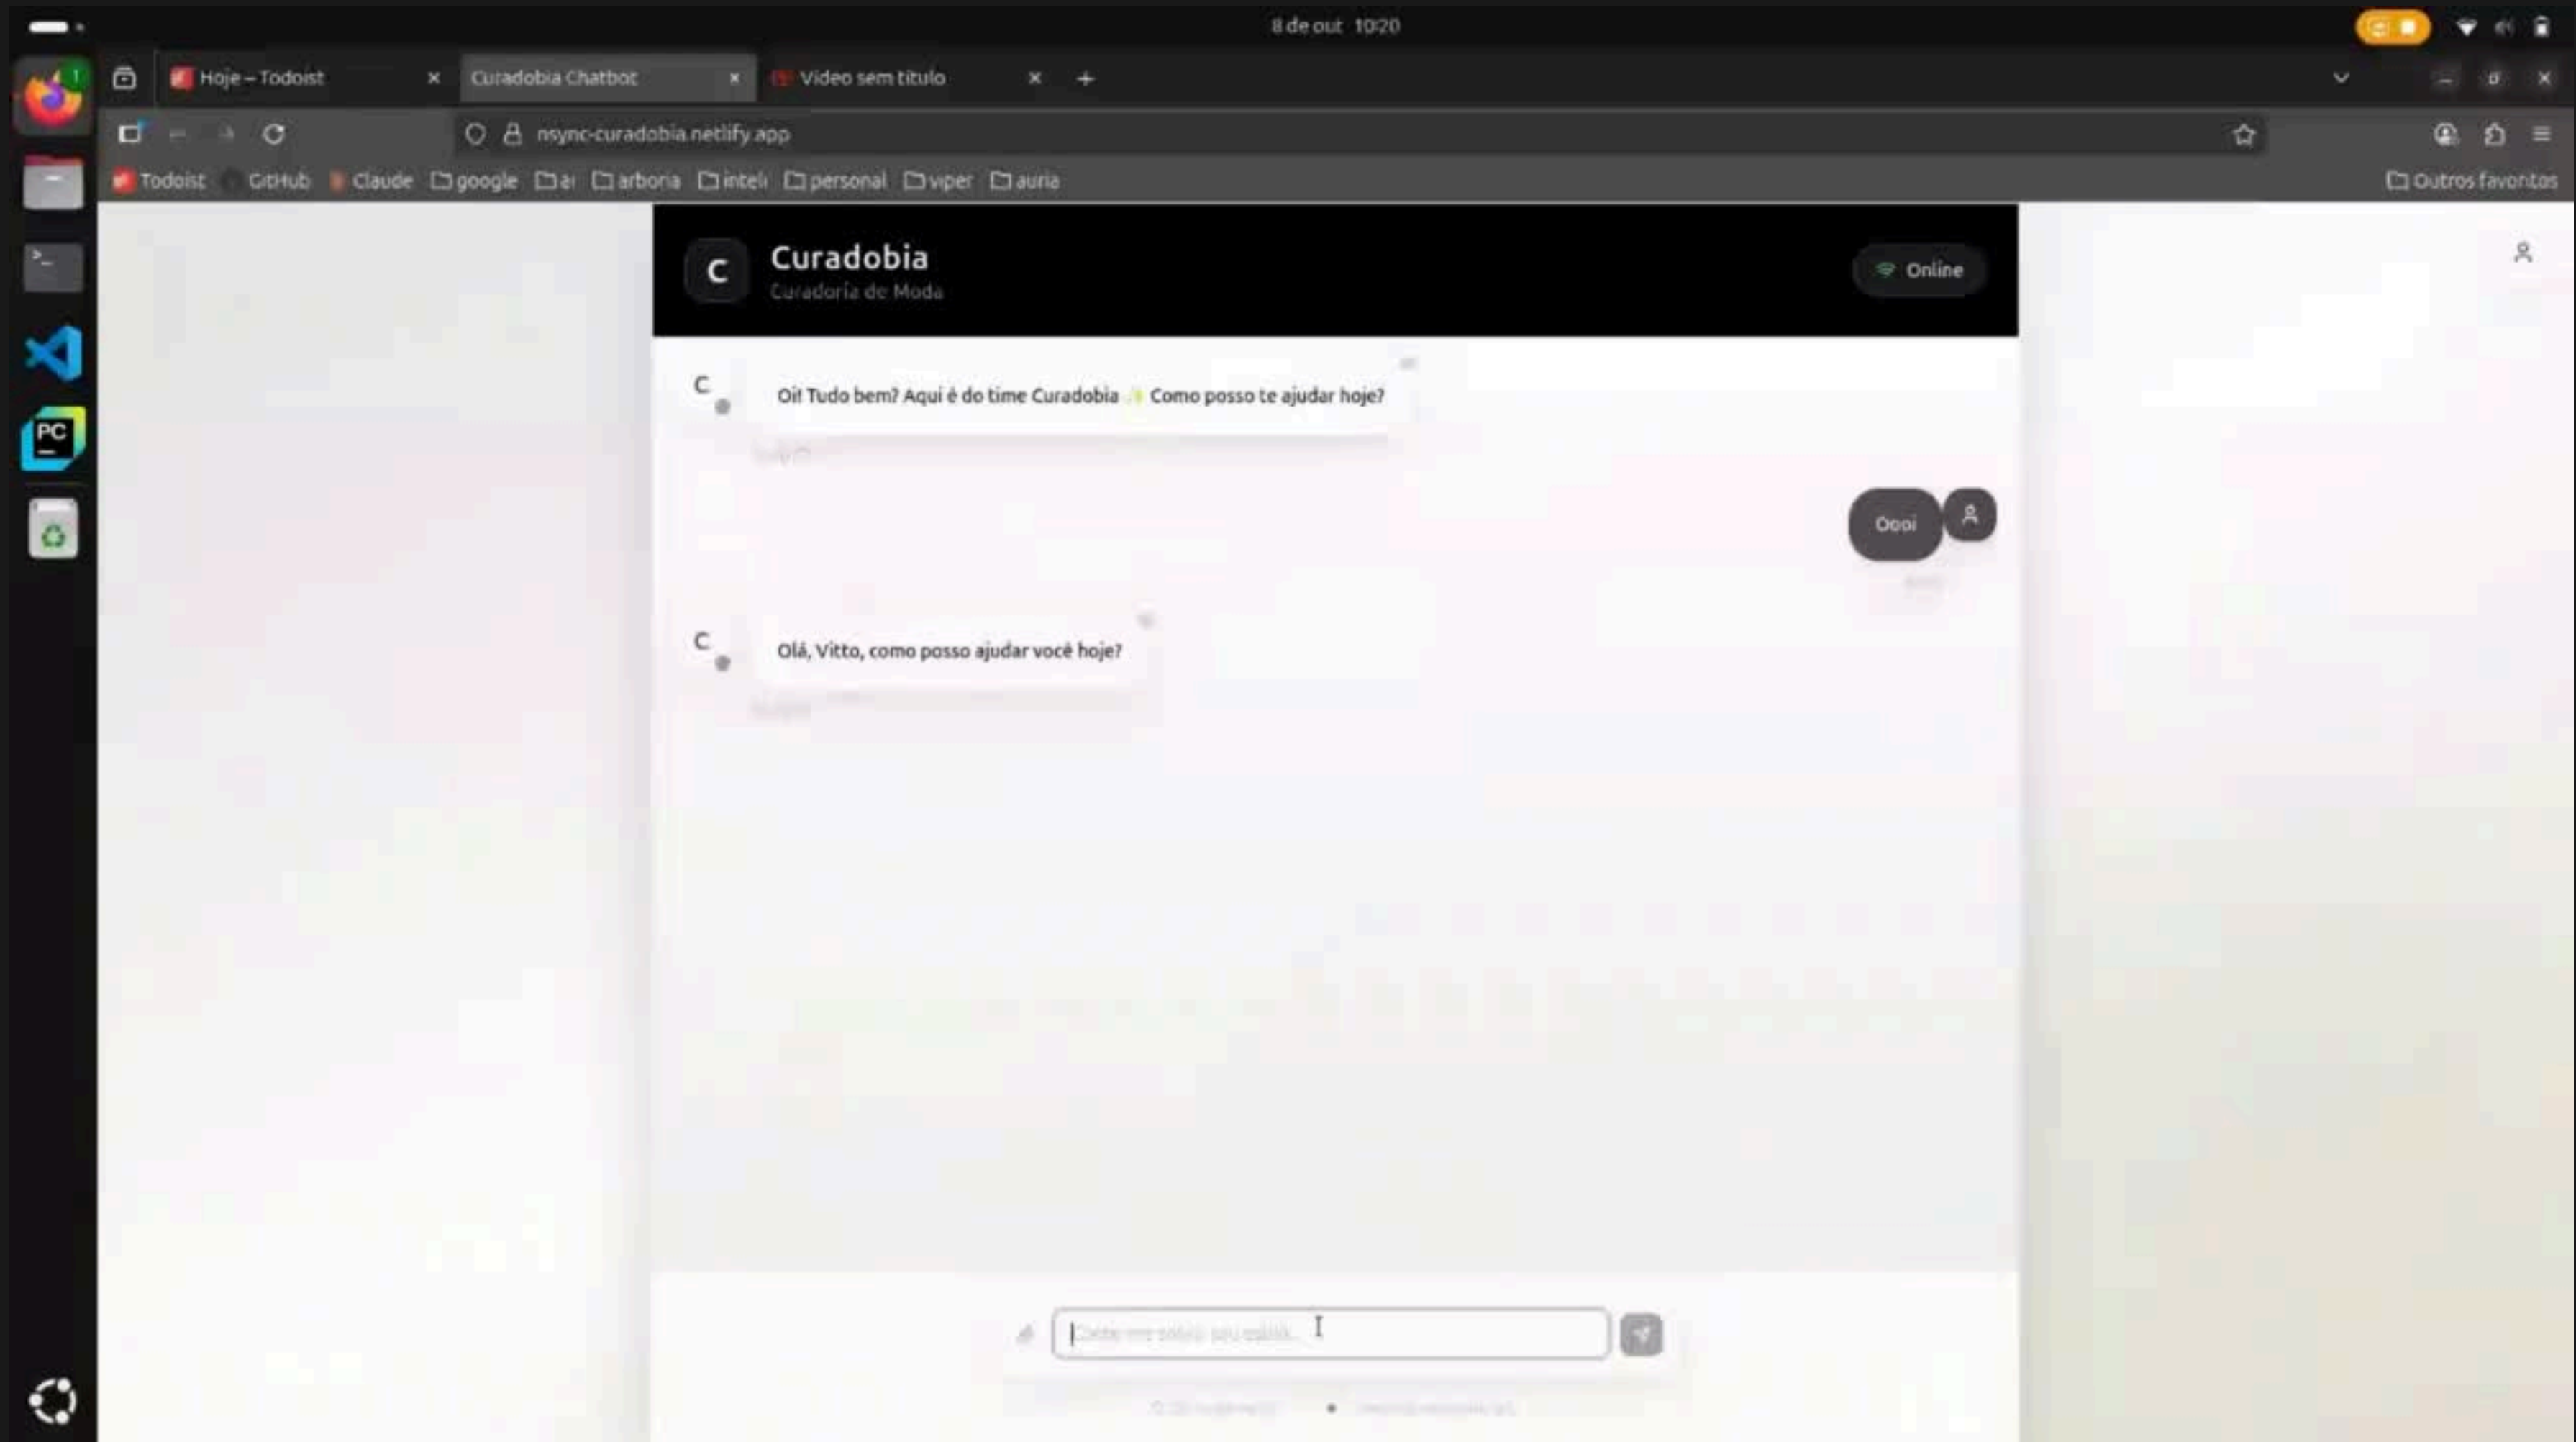 8 de out 10:20
1
Hoje – Todoist
Curadobia Chatbot
Vídeo sem título
nsync-curadobia.netlify.app
Todoist GitHub Claude google ai arboria inteli personal viper auria Outros favoritos
C
Curadobia
Curadoria de Moda
Online
C
Oi! Tudo bem? Aqui é do time Curadobia ✨ Como posso te ajudar hoje?
Oooi
C
Olá, Vitto, como posso ajudar você hoje?
PC